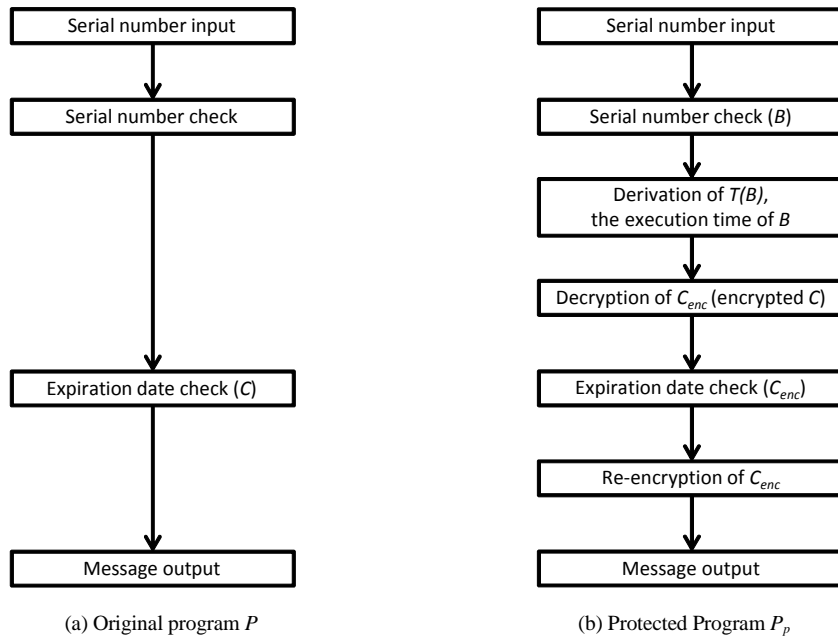 Serial number input
Serial number check
Expiration date check (C)
Message output
(a) Original program P
Serial number input
Serial number check (B)
Derivation of T(B),
the execution time of B
Decryption of Cenc (encrypted C)
Expiration date check (Cenc)
Re-encryption of Cenc
Message output
(b) Protected Program Pp